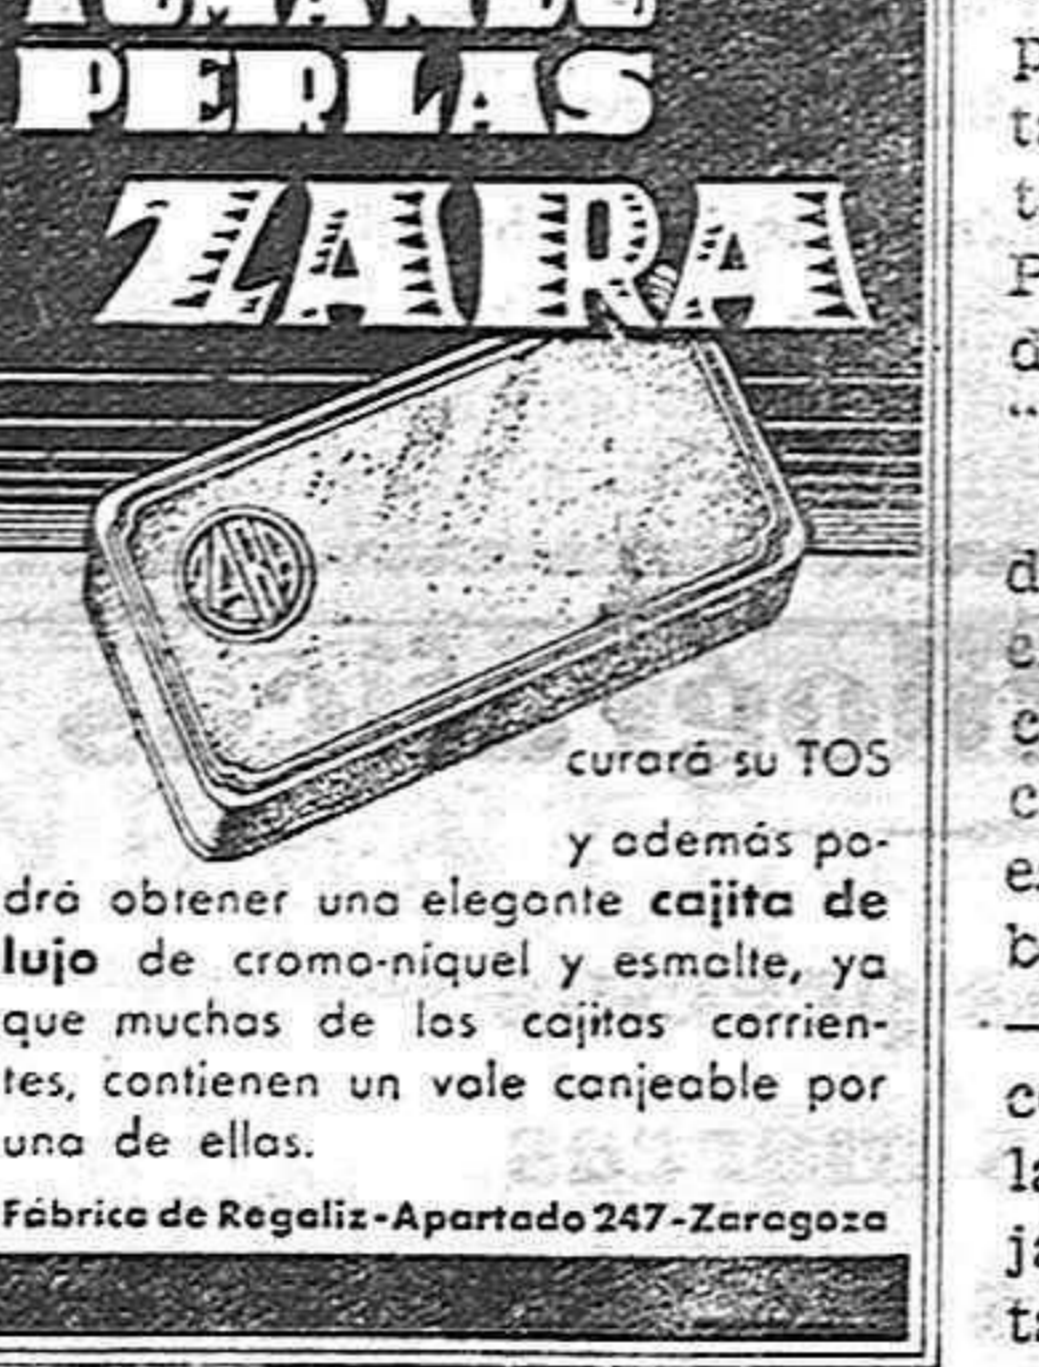 TOMANDO
PERLAS
ZARA
ZARA
curará su TOS
y además po-
drá obtener una elegante cajita de
lujo de cromo-níquel y esmalte, ya
que muchas de las cajitas corrien-
tes, contienen un vale canjeable por
una de ellas.
Fábrica de Regaliz-Apartado 247-Zaragoza